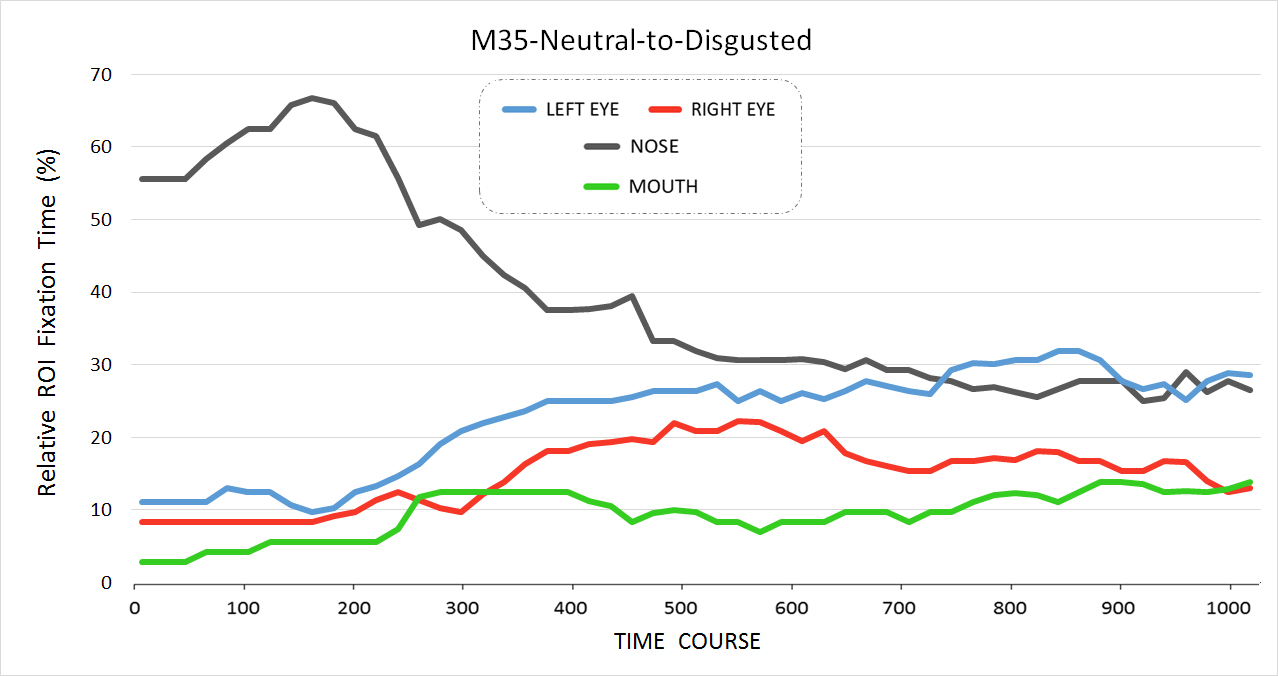 M35-Neutral-to-Disgusted
LEFT EYE RIGHT EYE
NOSE
MOUTH
Relative ROI Fixation Time (%)
70
60
50
40
30
20
10
0
0 100 200 300 400 500 600 700 800 900 1000
TIME COURSE